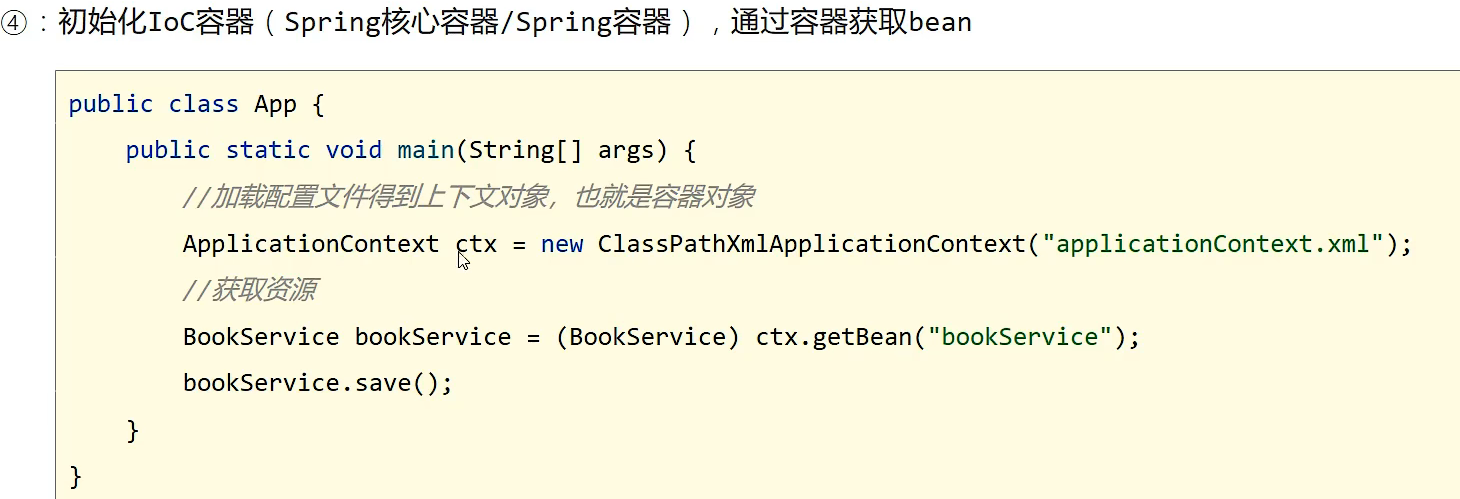 ④：初始化IoC容器（Spring核心容器/Spring容器），通过容器获取bean
public class App {
    public static void main(String[] args) {
        //加载配置文件得到上下文对象，也就是容器对象
        ApplicationContext ctx = new ClassPathXmlApplicationContext("applicationContext.xml");
        //获取资源
        BookService bookService = (BookService) ctx.getBean("bookService");
        bookService.save();
    }
}